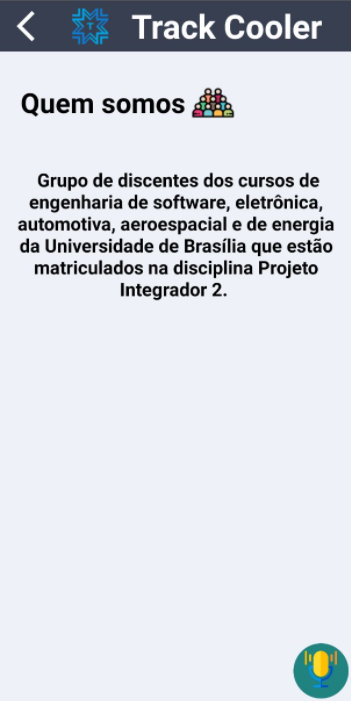 Track Cooler
Quem somos
Grupo de discentes dos cursos de
engenharia de software, eletrônica,
automotiva, aeroespacial e de energia
da Universidade de Brasília que estão
matriculados na disciplina Projeto
Integrador 2.